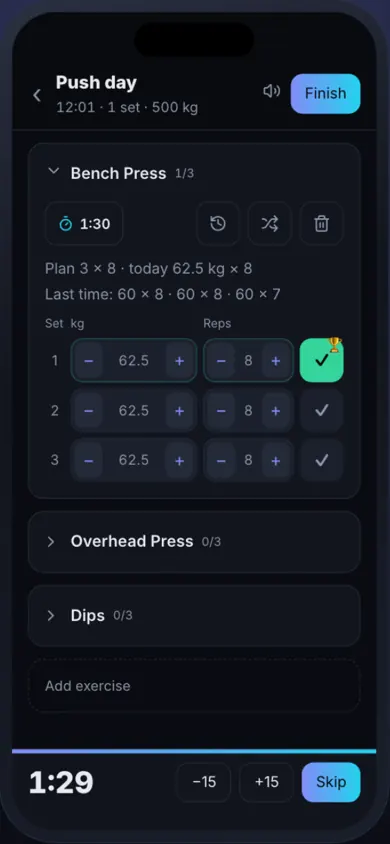 Push day
12:01 · 1 set · 500 kg
Finish
Bench Press 1/3
1:30
Plan 3 × 8 · today 62.5 kg × 8
Last time: 60 × 8 · 60 × 8 · 60 × 7
Set kg Reps
1 − 62.5 + − 8 +
2 − 62.5 + − 8 +
3 − 62.5 + − 8 +
Overhead Press 0/3
Dips 0/3
Add exercise
1:29 −15 +15 Skip